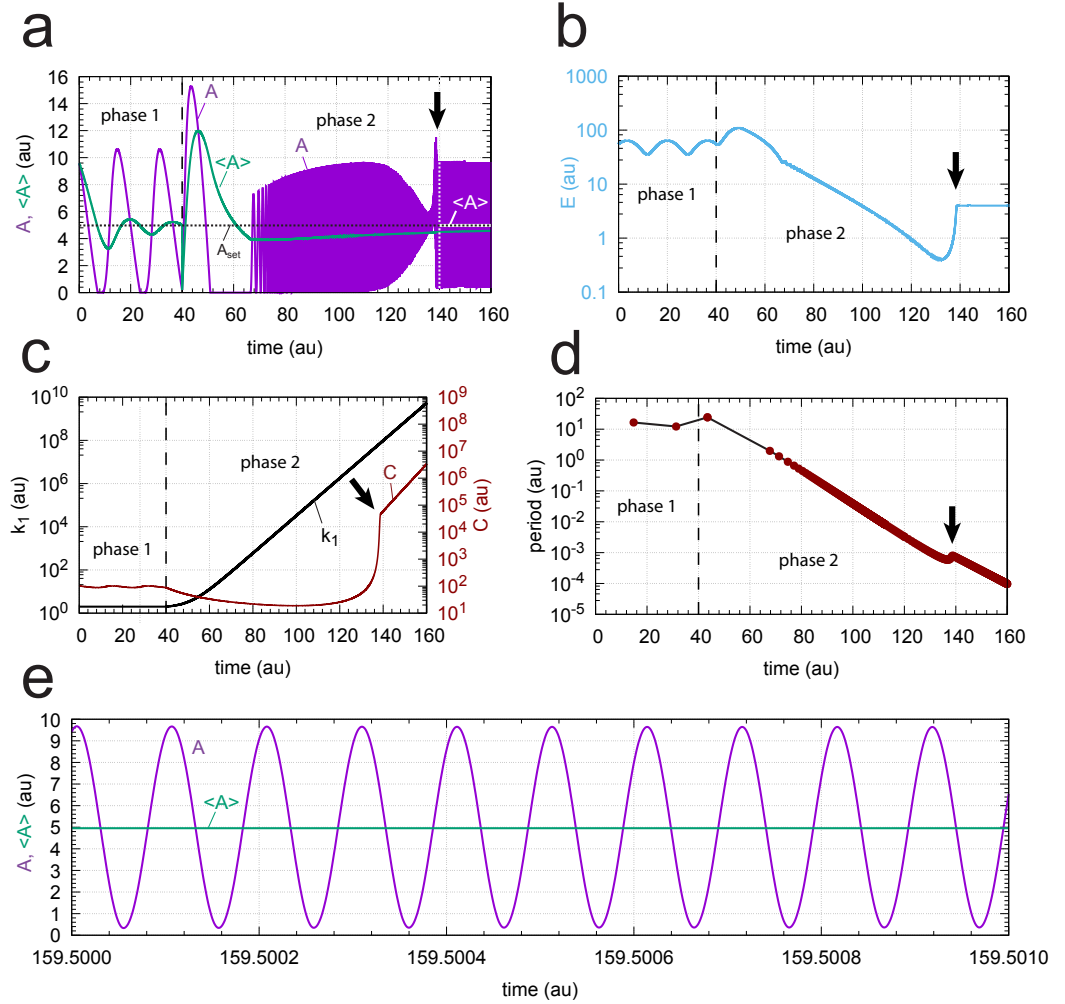 a
A, <A> (au)
16
14
12
10
8
6
4
2
0
phase 1
A
phase 2
<A>
A
<A>
Aset
0 20 40 60 80 100 120 140 160
time (au)
b
E (au)
1000
100
10
1
0.1
phase 1
phase 2
0 20 40 60 80 100 120 140 160
time (au)
c
k1 (au)
10^10
10^8
10^6
10^4
10^2
10^0
phase 2
C
k1
phase 1
10^9
10^8
10^7
10^6
10^5
10^4
10^3
10^2
10^1
C (au)
0 20 40 60 80 100 120 140 160
time (au)
d
period (au)
10^2
10^1
10^0
10^-1
10^-2
10^-3
10^-4
10^-5
phase 1
phase 2
0 20 40 60 80 100 120 140 160
time (au)
e
A, <A> (au)
10
9
8
7
6
5
4
3
2
1
0
A
<A>
159.5000 159.5002 159.5004 159.5006 159.5008 159.5010
time (au)